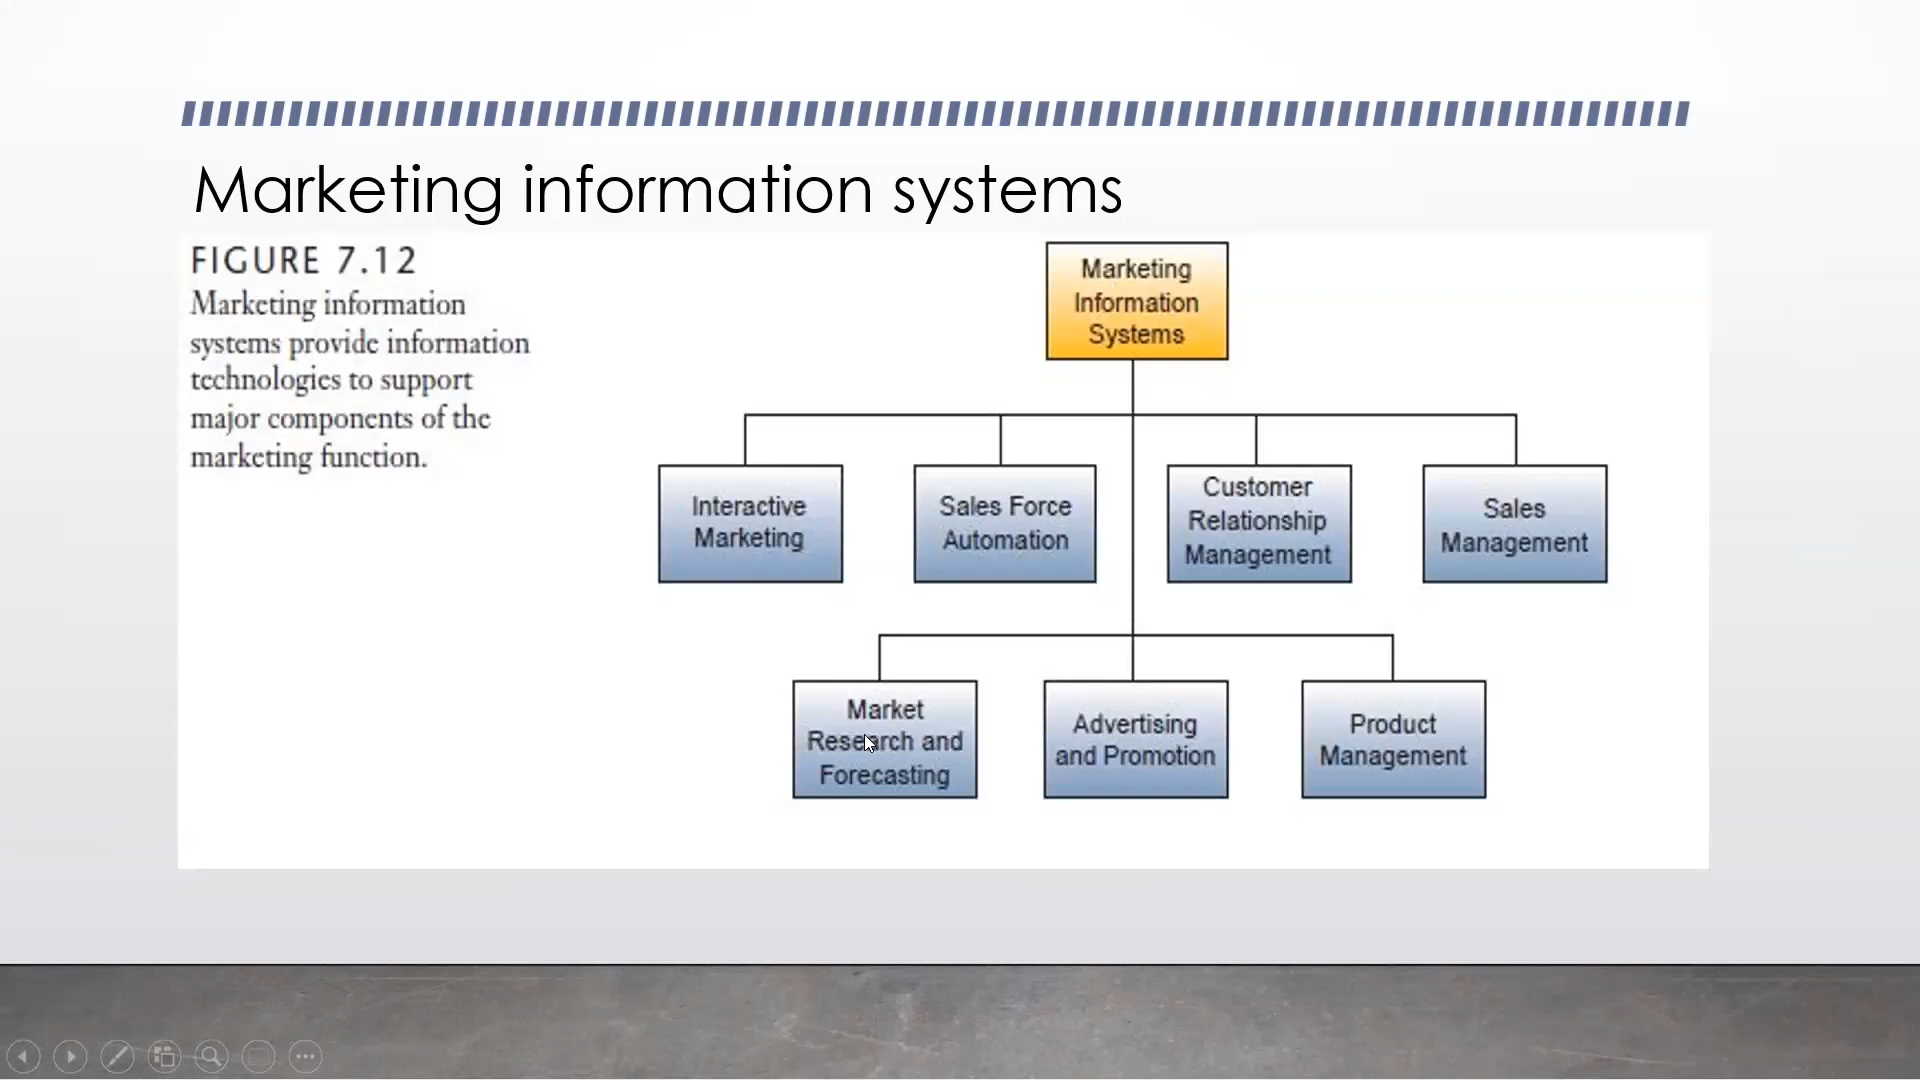 Marketing information systems
FIGURE 7.12
Marketing information
systems provide information
technologies to support
major components of the
marketing function.
Marketing
Information
Systems
Interactive
Marketing
Sales Force
Automation
Customer
Relationship
Management
Sales
Management
Market
Research and
Forecasting
Advertising
and Promotion
Product
Management